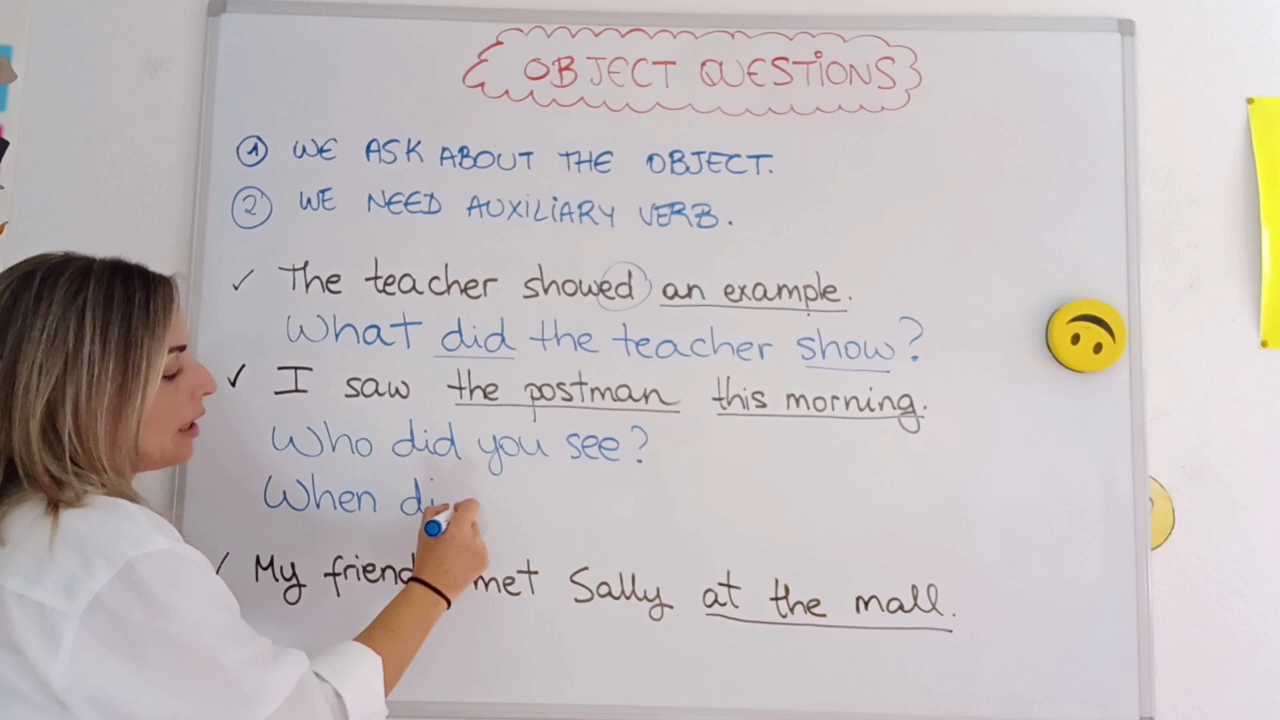 OBJECT QUESTIONS
1 WE ASK ABOUT THE OBJECT.
2 WE NEED AUXILIARY VERB.
✓ The teacher showed an example.
What did the teacher show?
✓ I saw the postman this morning.
Who did you see?
When di
✓ My friend met Sally at the mall.